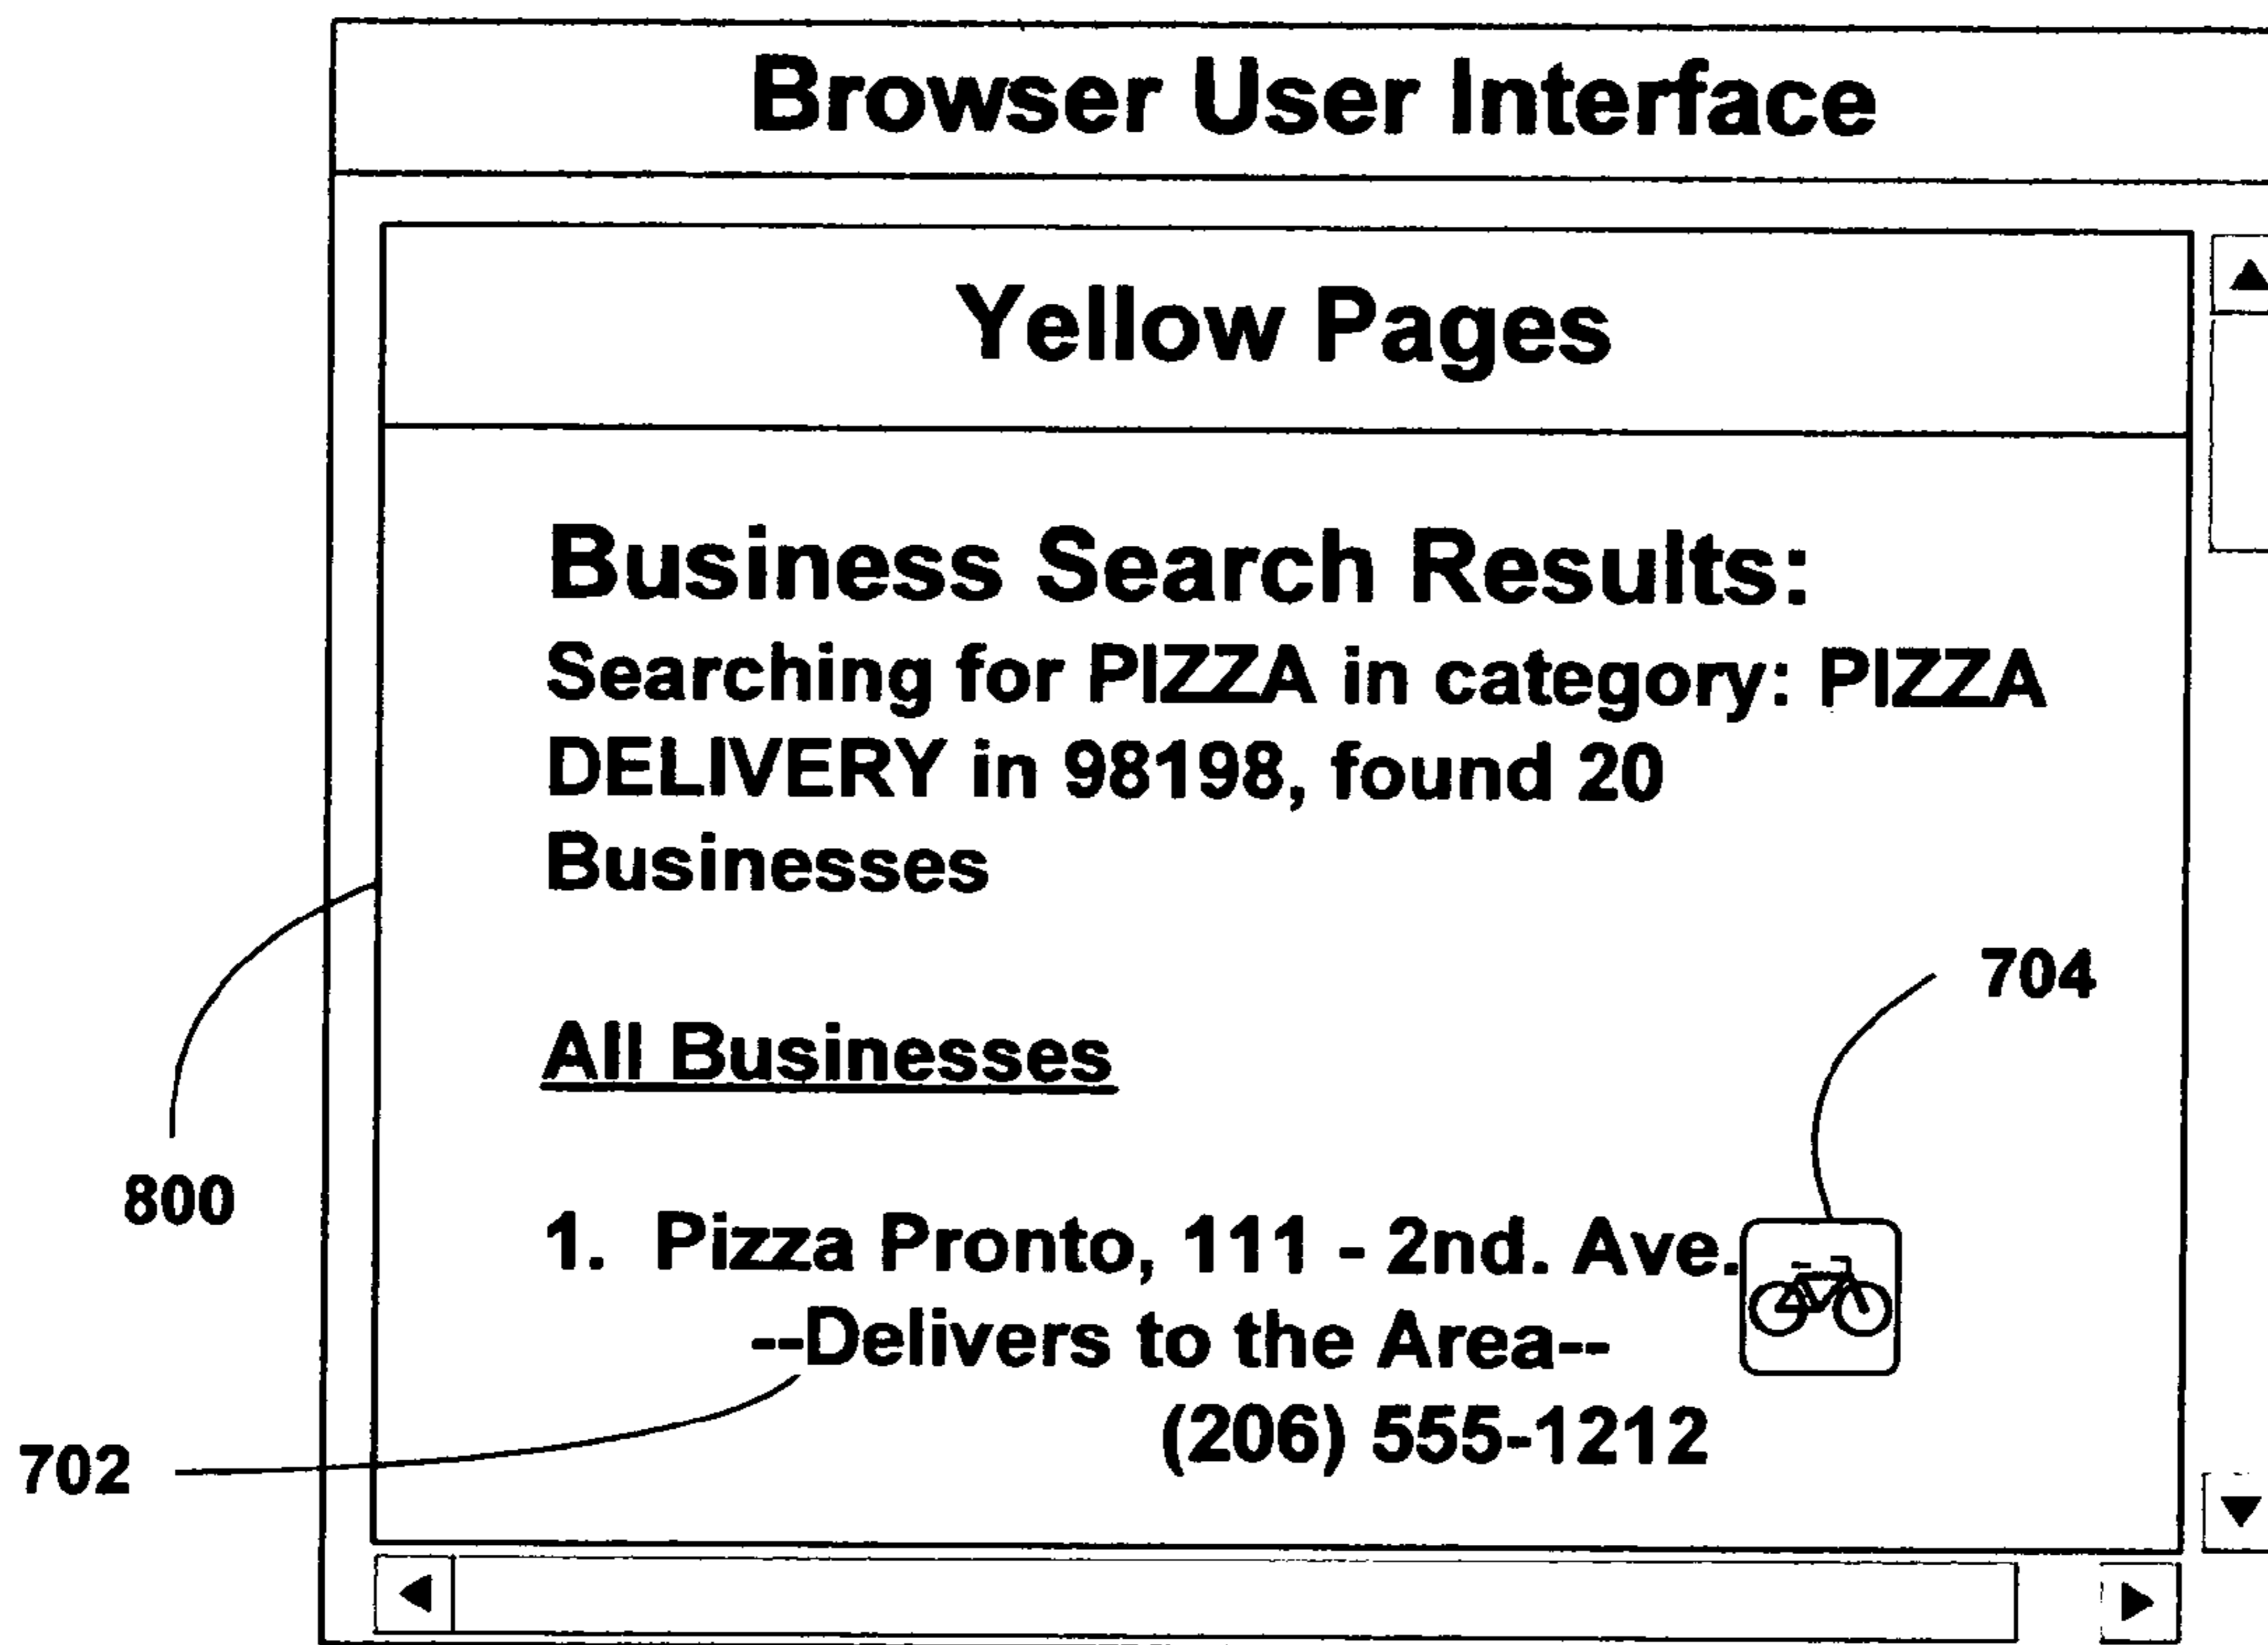 Browser User Interface
Yellow Pages
Business Search Results:
Searching for PIZZA in category: PIZZA
DELIVERY in 98198, found 20
Businesses
704
All Businesses
800
1. Pizza Pronto, 111 - 2nd. Ave.
--Delivers to the Area--
(206) 555-1212
702